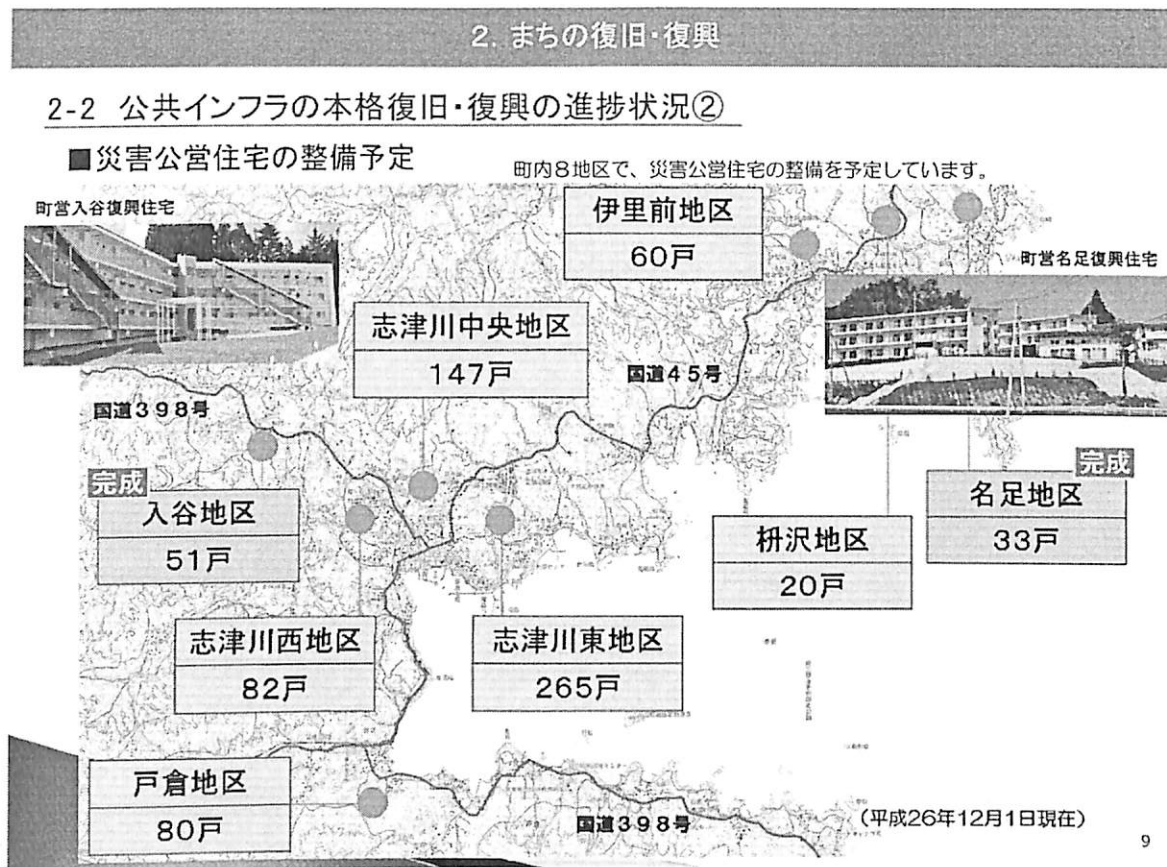 2. まちの復旧・復興
2-2 公共インフラの本格復旧・復興の進捗状況②
■災害公営住宅の整備予定
町内8地区で、災害公営住宅の整備を予定しています。
町営入谷復興住宅
伊里前地区
60戸
町営名足復興住宅
志津川中央地区
147戸
国道45号
国道398号
完成
入谷地区
51戸
完成
名足地区
33戸
枡沢地区
20戸
志津川西地区
82戸
志津川東地区
265戸
戸倉地区
80戸
国道398号
(平成26年12月1日現在)
9